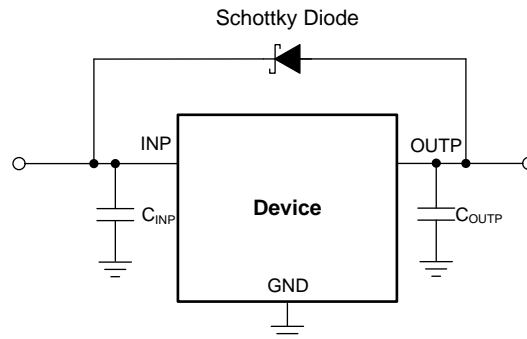 Schottky Diode
INP
OUTP
CINP
Device
COUTP
GND